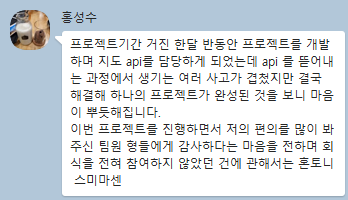 홍성수
프로젝트기간 거진 한달 반동안 프로젝트를 개발
하며 지도 api를 담당하게 되었는데 api 를 뜯어내
는 과정에서 생기는 여러 사고가 겹쳤지만 결국
해결해 하나의 프로젝트가 완성된 것을 보니 마음
이 뿌듯해집니다.
이번 프로젝트를 진행하면서 저의 편의를 많이 봐
주신 팀원 형들에게 감사하다는 마음을 전하며 회
식을 전혀 참여하지 않았던 건에 관해서는 혼토니
스미마센